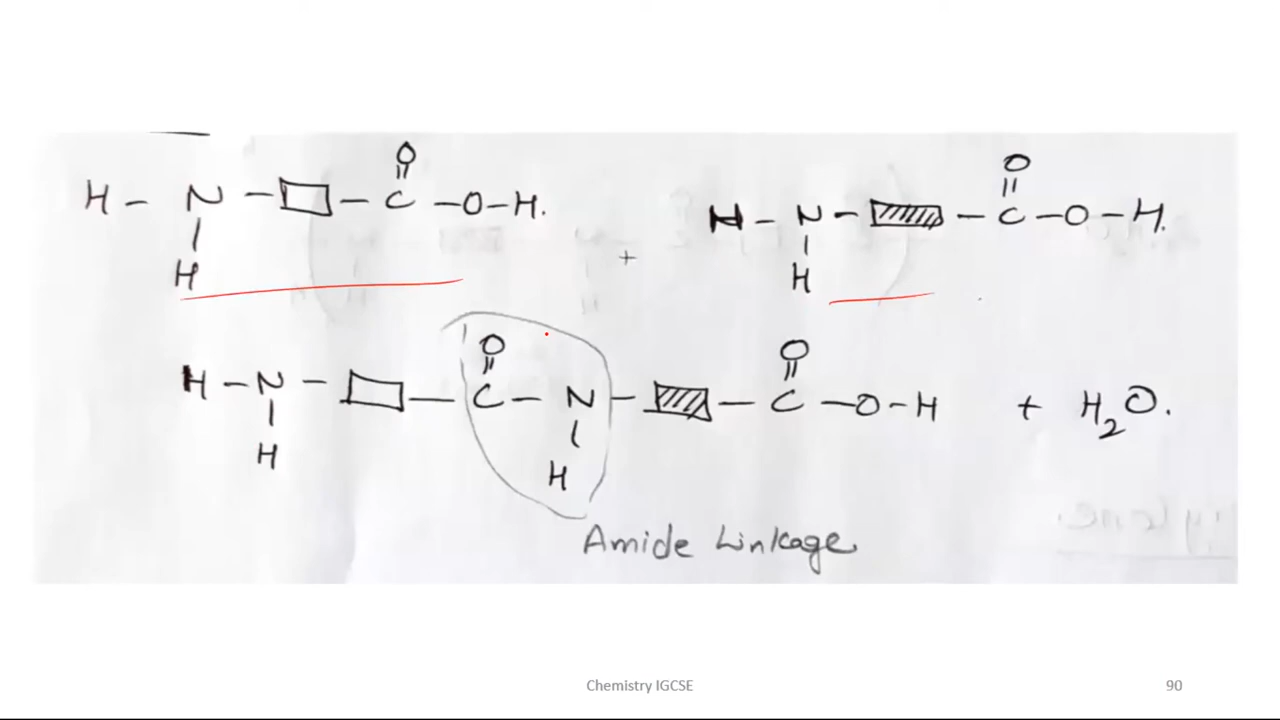 H - N - □ - C - O - H.
O
H
+
H - N - ▨ - C - O - H.
O
H
H - N - □ - C - N - ▨ - C - O - H + H₂O.
O O
H H
Amide Linkage
Chemistry IGCSE 90